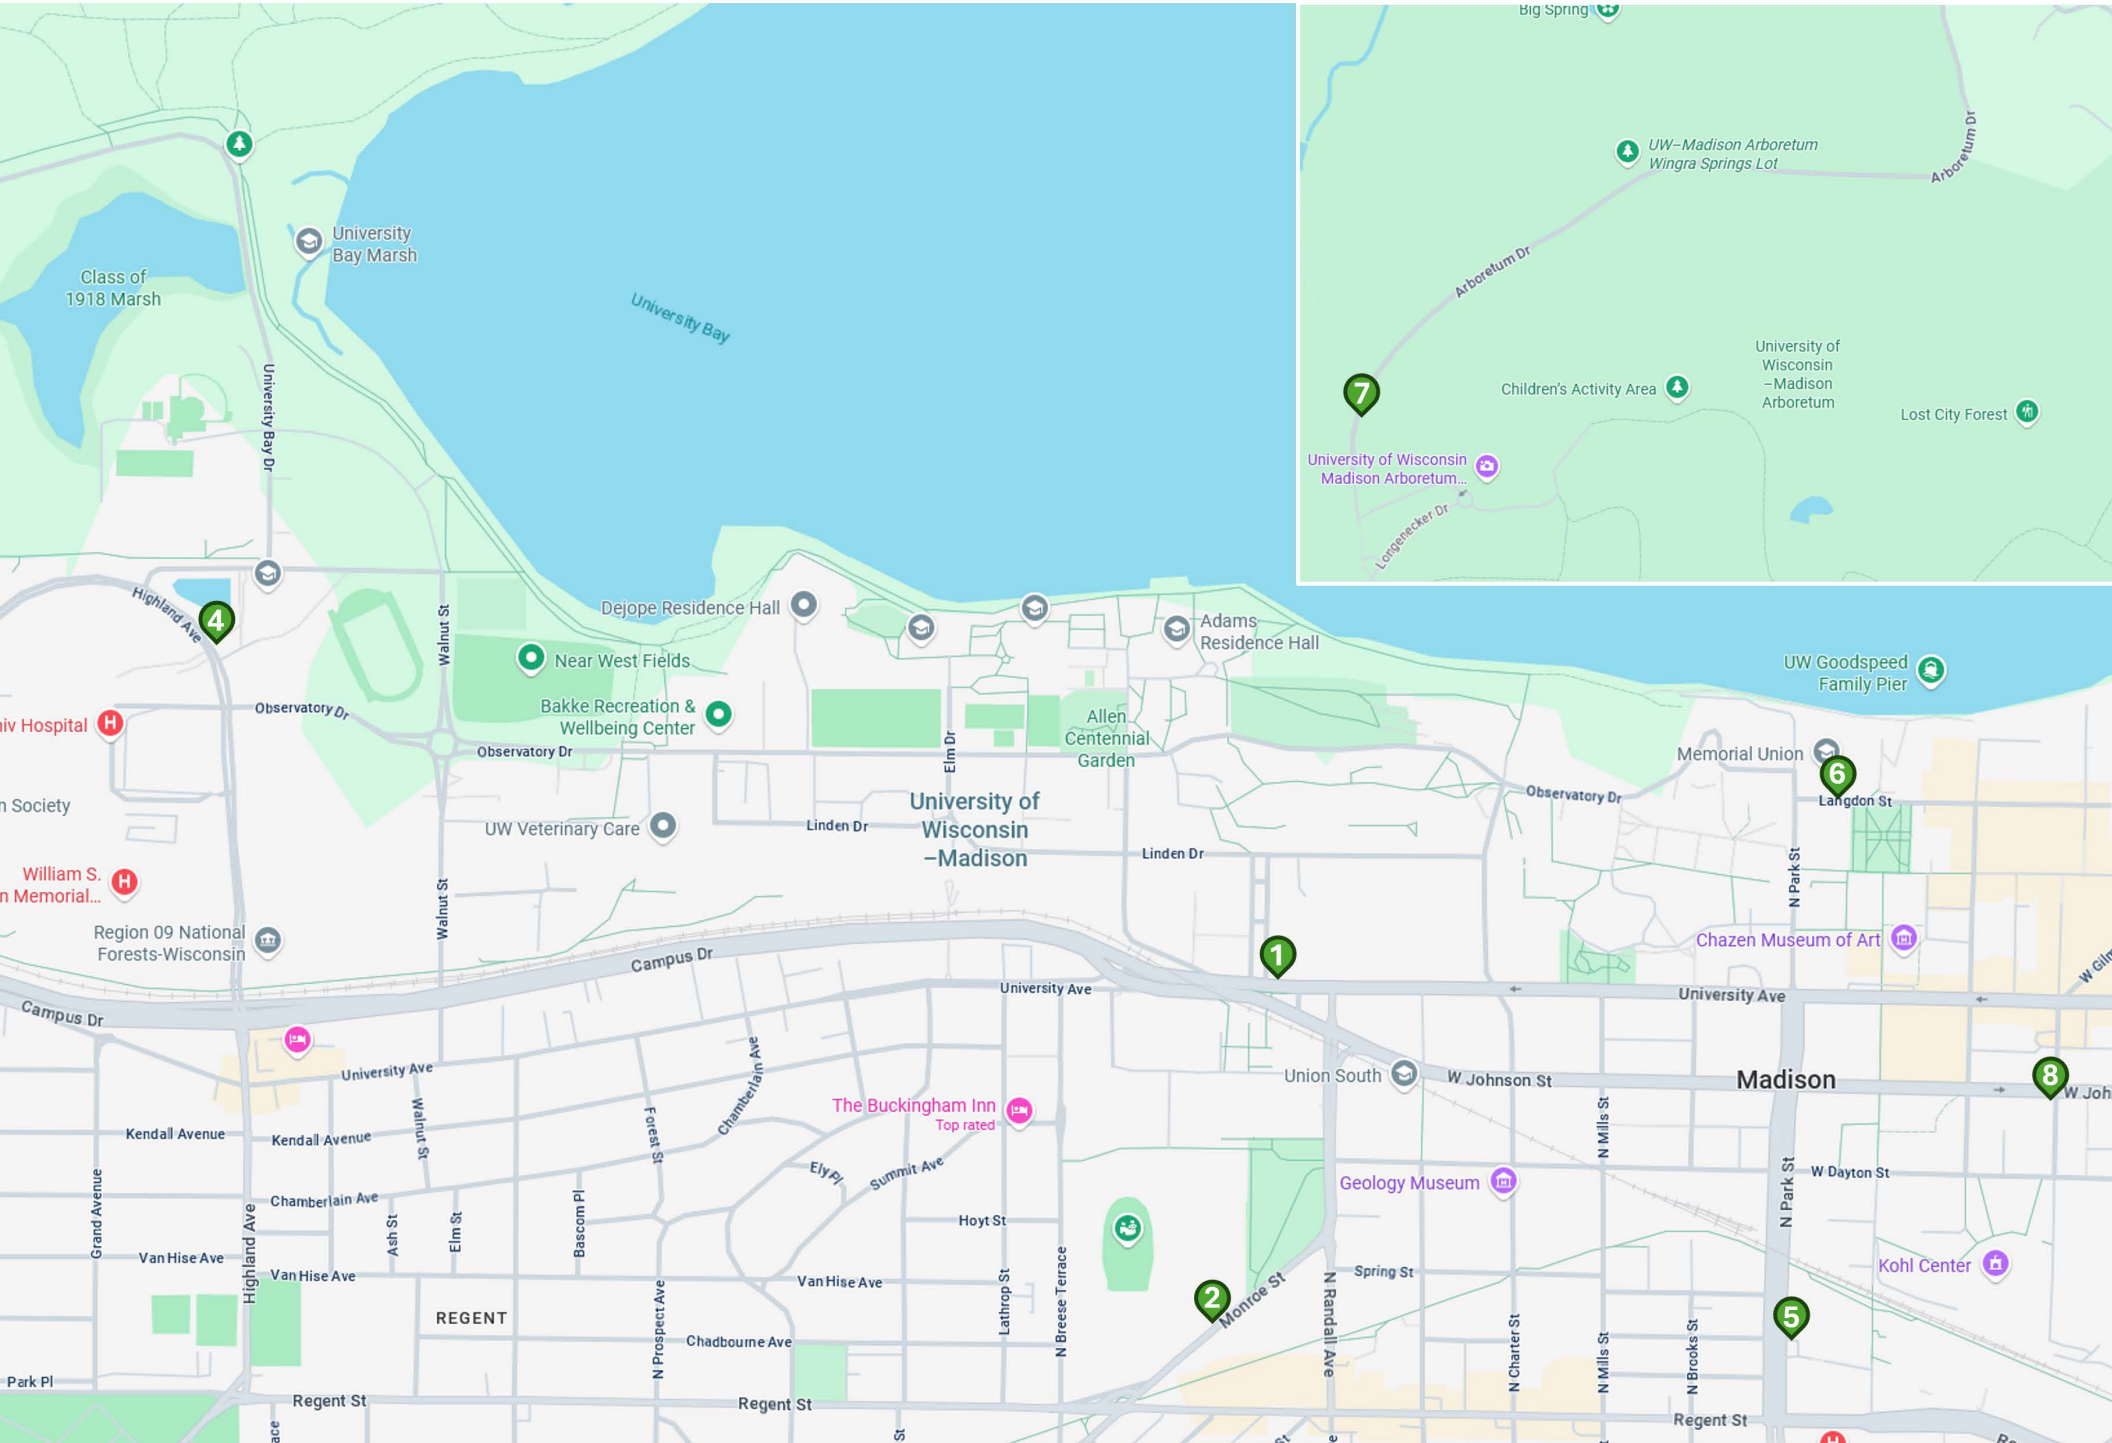 Big Spring
UW–Madison Arboretum
Wingra Springs Lot
Arboretum Dr
Arboretum Dr
University
Bay Marsh
Class of
1918 Marsh
University Bay
University of
Wisconsin
–Madison
Arboretum
Children's Activity Area
Lost City Forest
7
University of Wisconsin
Madison Arboretum...
Longenecker Dr
University Bay Dr
Highland Ave
4
Walnut St
Dejope Residence Hall
Adams
Residence Hall
Near West Fields
UW Goodspeed
Family Pier
Observatory Dr
niv Hospital
Bakke Recreation &
Wellbeing Center
Observatory Dr
Elm Dr
Allen
Centennial
Garden
Memorial Union
6
Langdon St
Observatory Dr
n Society
University of
Wisconsin
–Madison
UW Veterinary Care
Linden Dr
Linden Dr
N Park St
William S.
n Memorial...
Walnut St
Region 09 National
Forests-Wisconsin
Campus Dr
1
Chazen Museum of Art
W Giln
University Ave
University Ave
Campus Dr
University Ave
Chamberlain Ave
Union South
W Johnson St
Madison
8
W Joh
The Buckingham Inn
Top rated
Kendall Avenue
Kendall Avenue
Walnut St
Forest St
N Mills St
Ely Pl
Summit Ave
Geology Museum
W Dayton St
N Park St
Grand Avenue
Chamberlain Ave
Highland Ave
Ash St
Elm St
Bascom Pl
Hoyt St
Van Hise Ave
Van Hise Ave
Van Hise Ave
Lathrop St
N Breese Terrace
2
Monroe St
Spring St
N Randall Ave
Kohl Center
5
REGENT
N Prospect Ave
Chadbourne Ave
N Charter St
N Mills St
N Brooks St
Park Pl
Regent St
Regent St
Regent St
ace
St
St
e
Re
H
H
H